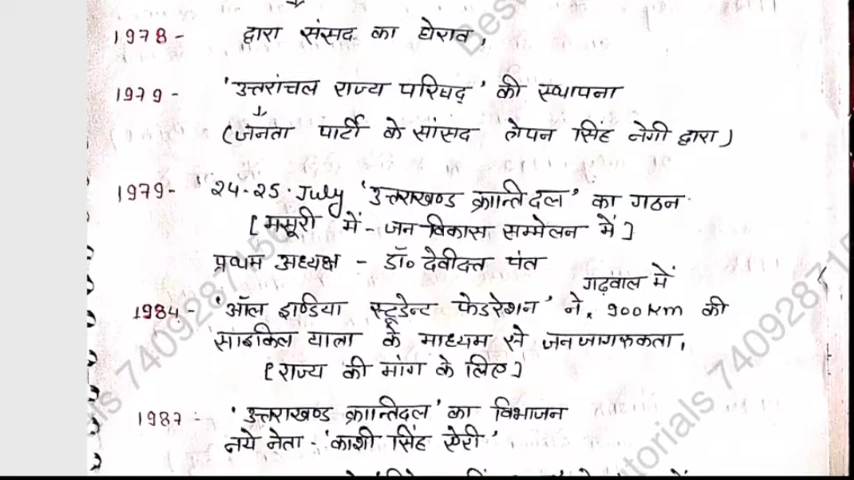 1978 - द्वारा संसद का घेराव,
1979 - 'उत्तरांचल राज्य परिषद्' की स्थापना
(जनता पार्टी के सांसद त्रेपन सिंह नेगी द्वारा)
1979- 24-25. July 'उत्तराखण्ड क्रान्तिदल' का गठन.
[मसूरी में - जन विकास सम्मेलन में]
प्रथम अध्यक्ष - डॉ० देवीदत्त पंत
गढ़वाल में
1984 - 'ऑल इण्डिया स्टूडेन्ट फेडरेशन' ने, 900 Km की
साइकिल यात्रा के माध्यम से जनजागरुकता,
[राज्य की मांग के लिए]
1987 - 'उत्तराखण्ड क्रान्तिदल' का विभाजन
नये नेता - 'काशी सिंह ऐरी'